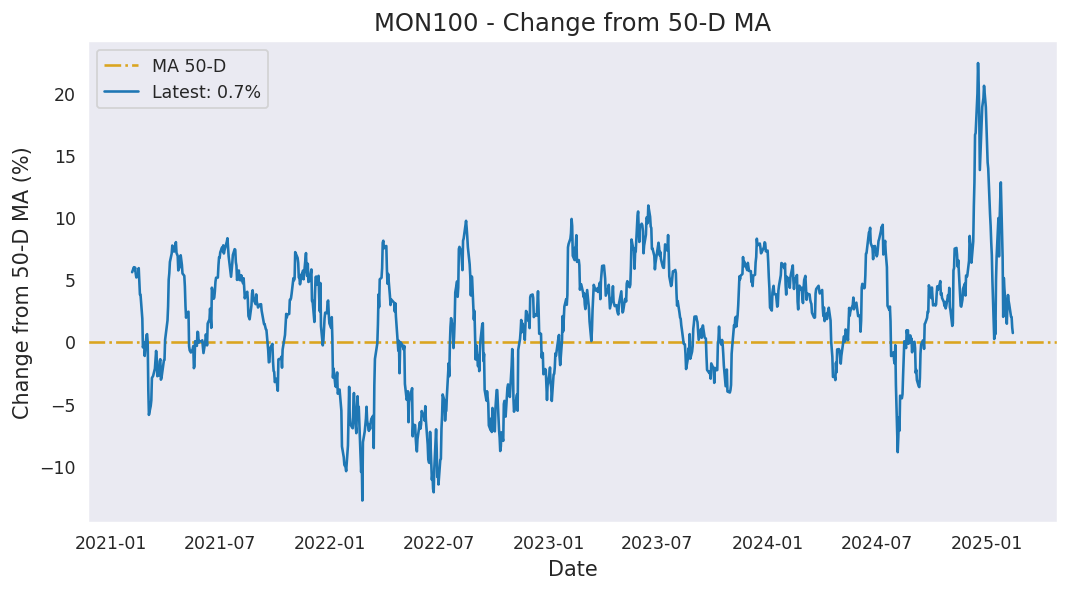 MON100 - Change from 50-D MA
MA 50-D
Latest: 0.7%
Change from 50-D MA (%)
20
15
10
5
0
−5
−10
2021-01 2021-07 2022-01 2022-07 2023-01 2023-07 2024-01 2024-07 2025-01
Date